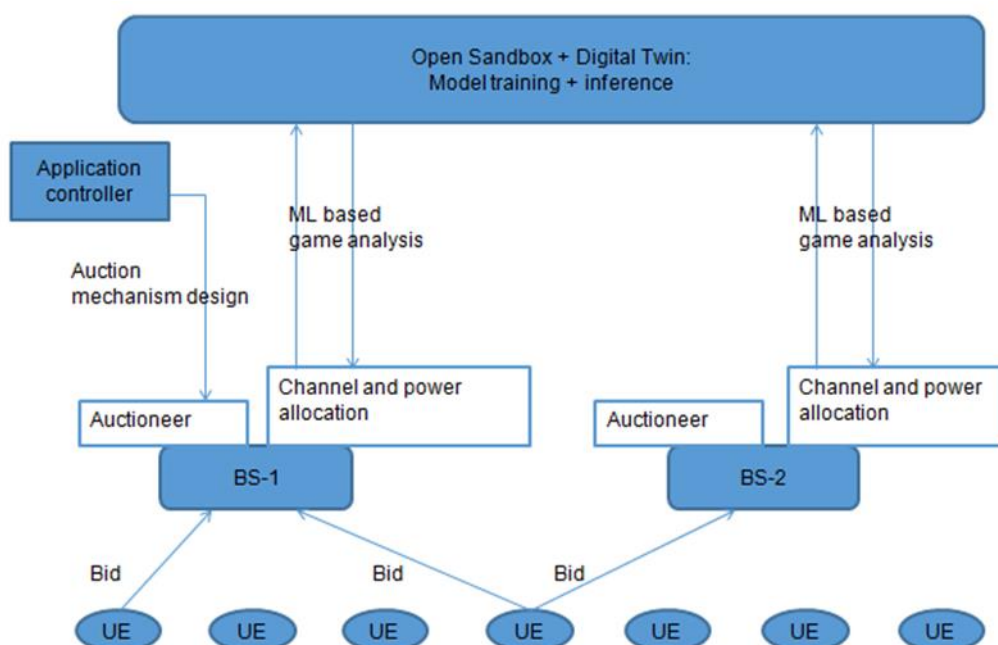 Open Sandbox + Digital Twin:
Model training + inference
Application
controller
ML based
game analysis
ML based
game analysis
Auction
mechanism design
Channel and power
allocation
Auctioneer
Channel and power
allocation
Auctioneer
BS-1
BS-2
Bid
Bid
Bid
UE
UE
UE
UE
UE
UE
UE